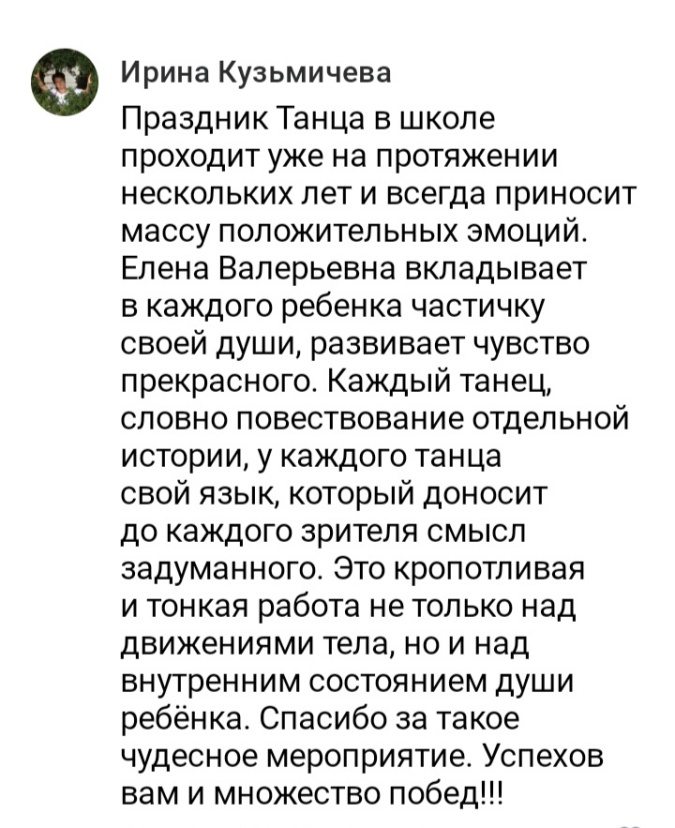 Ирина Кузьмичева
Праздник Танца в школе
проходит уже на протяжении
нескольких лет и всегда приносит
массу положительных эмоций.
Елена Валерьевна вкладывает
в каждого ребенка частичку
своей души, развивает чувство
прекрасного. Каждый танец,
словно повествование отдельной
истории, у каждого танца
свой язык, который доносит
до каждого зрителя смысл
задуманного. Это кропотливая
и тонкая работа не только над
движениями тела, но и над
внутренним состоянием души
ребёнка. Спасибо за такое
чудесное мероприятие. Успехов
вам и множество побед!!!